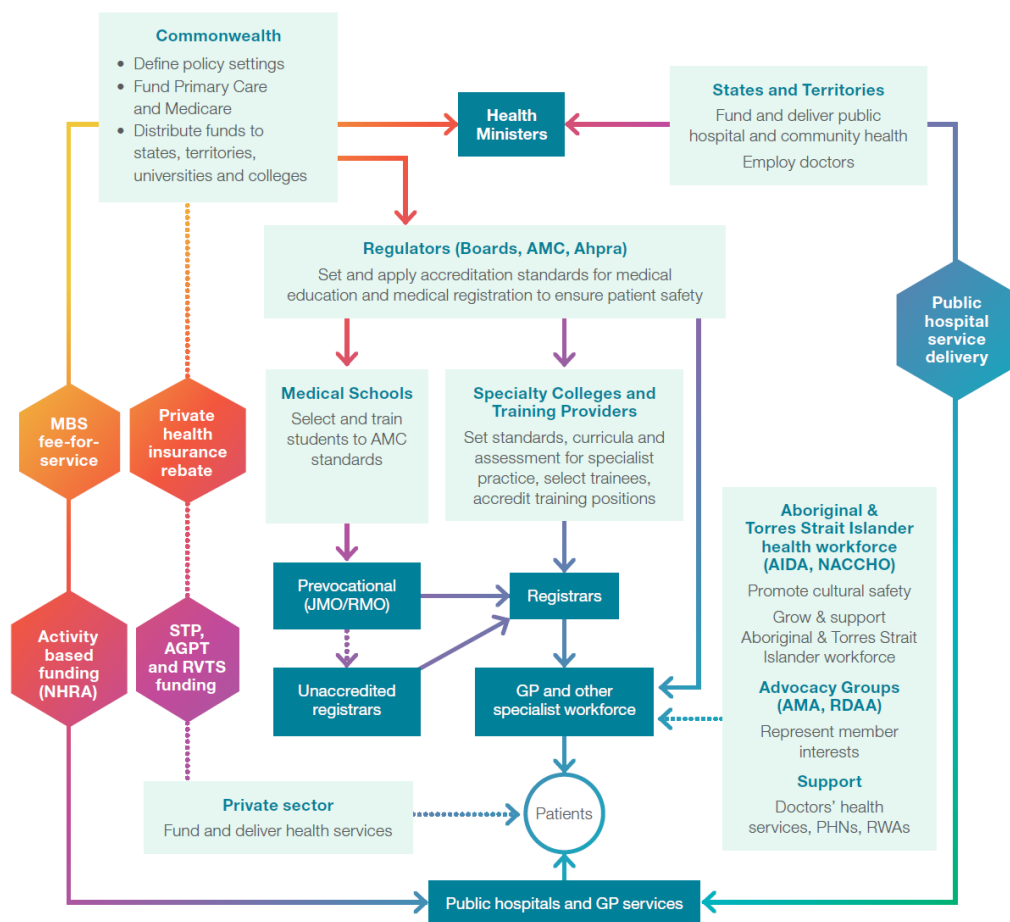 Commonwealth
• Define policy settings
• Fund Primary Care
and Medicare
• Distribute funds to
states, territories,
universities and colleges
Health
Ministers
States and Territories
Fund and deliver public
hospital and community health
Employ doctors
Regulators (Boards, AMC, Ahpra)
Set and apply accreditation standards for medical
education and medical registration to ensure patient safety
Public
hospital
service
delivery
MBS
fee-for-
service
Private
health
insurance
rebate
Medical Schools
Select and train
students to AMC
standards
Specialty Colleges and
Training Providers
Set standards, curricula and
assessment for specialist
practice, select trainees,
accredit training positions
Aboriginal &
Torres Strait Islander
health workforce
(AIDA, NACCHO)
Promote cultural safety
Grow & support
Aboriginal & Torres Strait
Islander workforce
Advocacy Groups
(AMA, RDAA)
Represent member
interests
Support
Doctors’ health
services, PHNs, RWAs
Activity
based
funding
(NHRA)
STP,
AGPT
and RVTS
funding
Prevocational
(JMO/RMO)
Registrars
Unaccredited
registrars
GP and other
specialist workforce
Private sector
Fund and deliver health services
Patients
Public hospitals and GP services